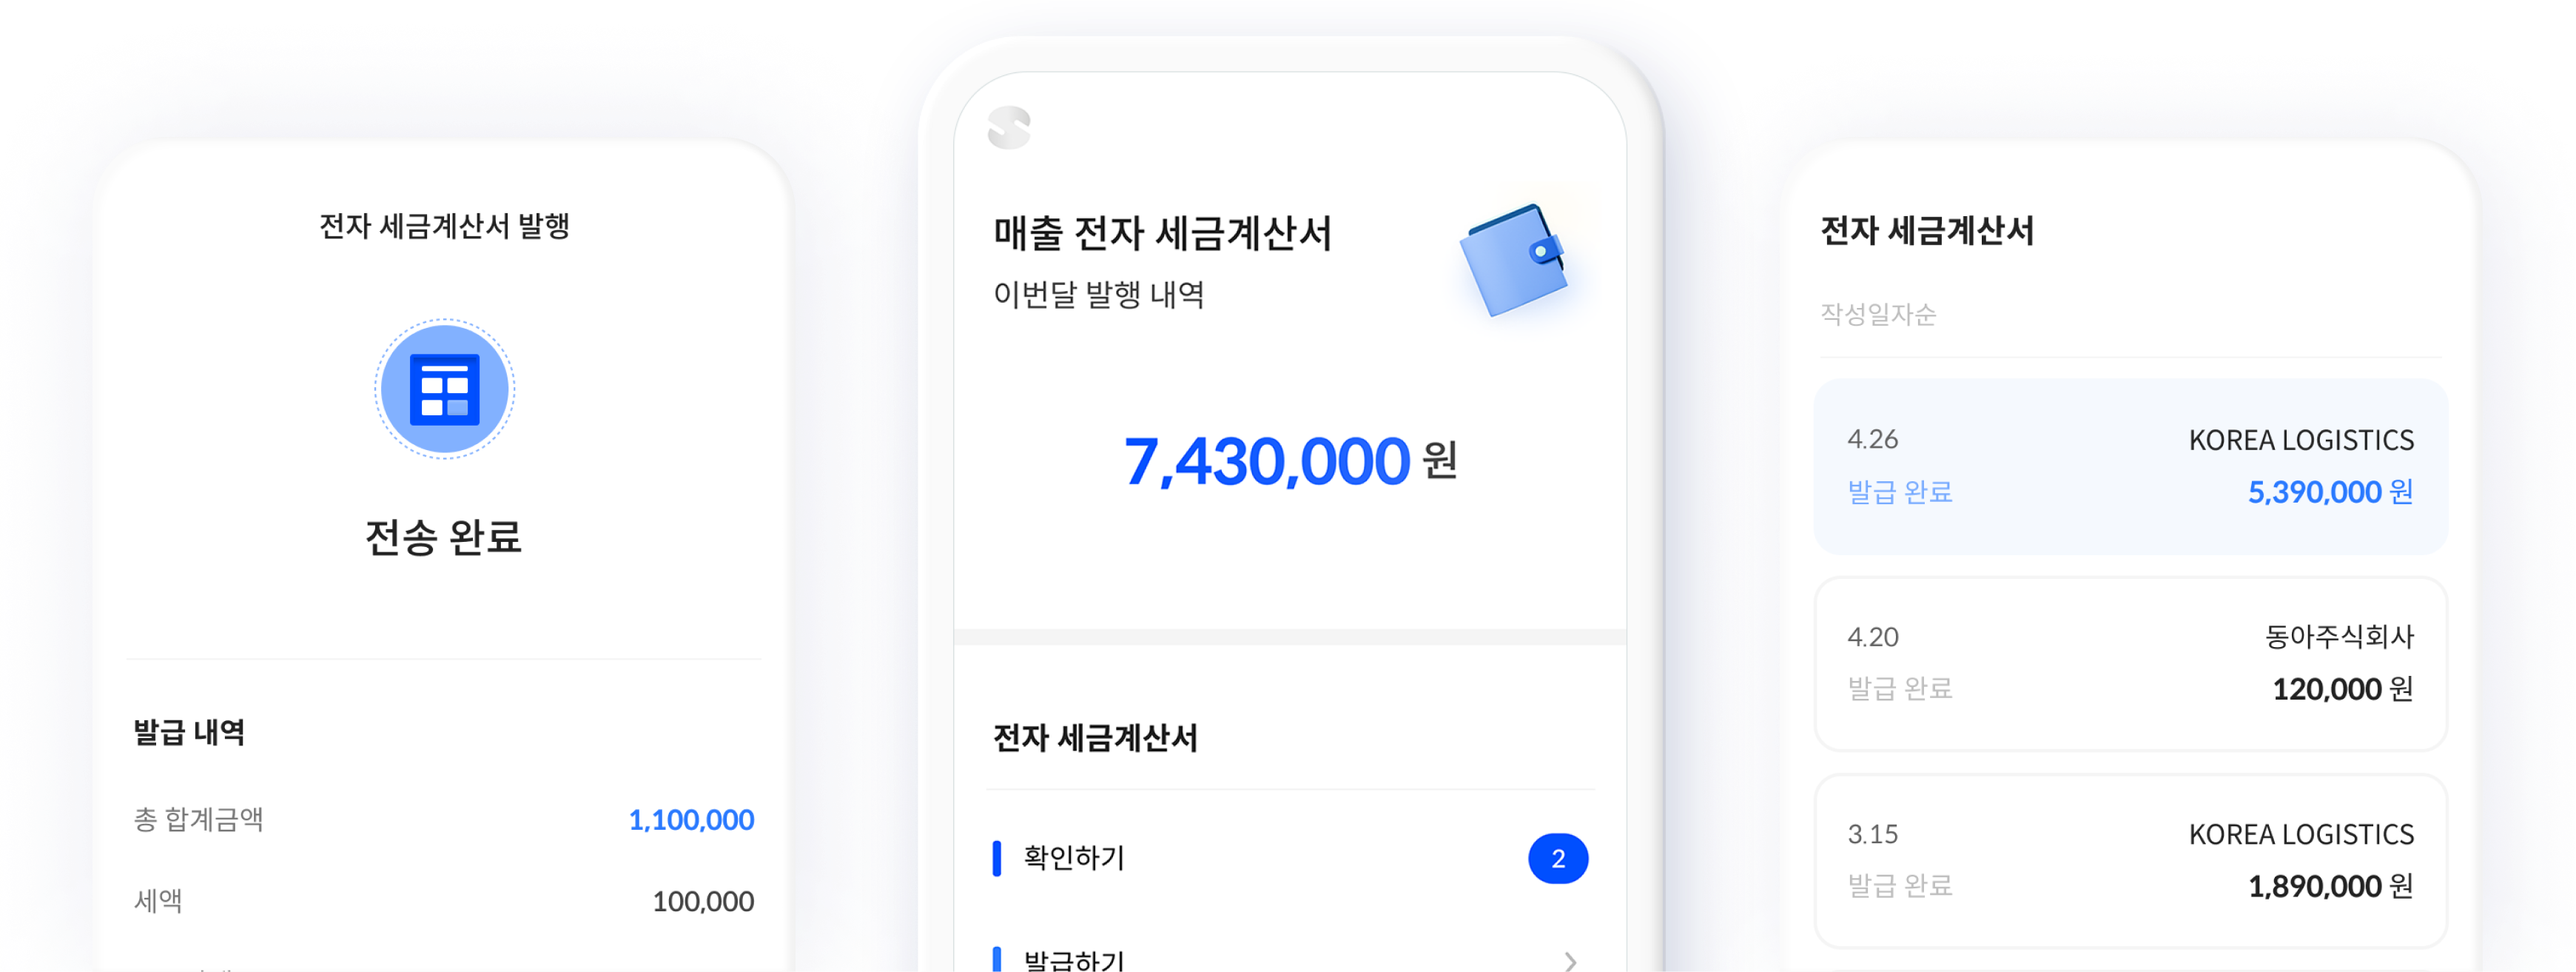 전자 세금계산서 발행
전송 완료
발급 내역
총 합계금액 1,100,000
세액 100,000
매출 전자 세금계산서
이번달 발행 내역
7,430,000 원
전자 세금계산서
확인하기 2
발급하기
전자 세금계산서
작성일자순
4.26 KOREA LOGISTICS
발급 완료 5,390,000 원
4.20 동아주식회사
발급 완료 120,000 원
3.15 KOREA LOGISTICS
발급 완료 1,890,000 원